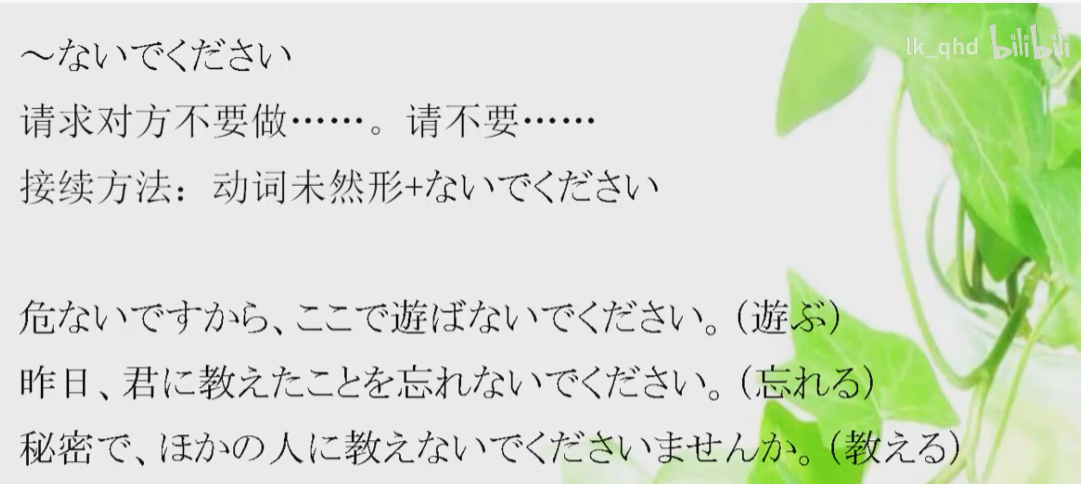 lk_qhd bilibili
～ないでください
请求对方不要做……。请不要……
接续方法：动词未然形+ないでください
危ないですから、ここで遊ばないでください。（遊ぶ）
昨日、君に教えたことを忘れないでください。（忘れる）
秘密で、ほかの人に教えないでくださいませんか。（教える）